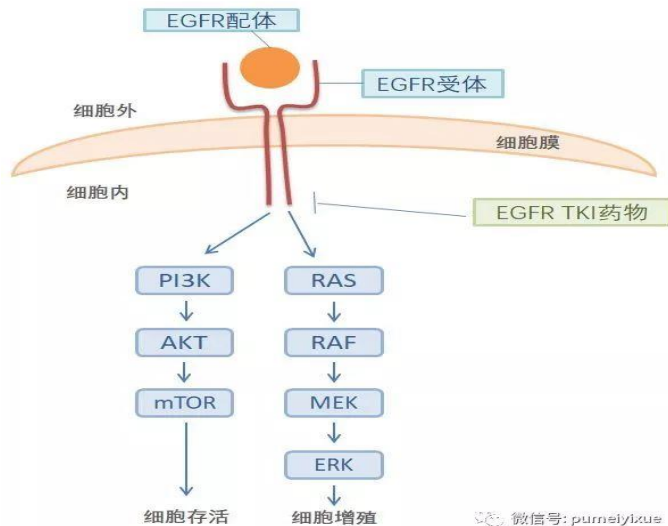 EGFR配体
EGFR受体
细胞外
细胞膜
细胞内
EGFR TKI药物
PI3K
RAS
AKT
RAF
mTOR
MEK
ERK
细胞存活
细胞增殖
微信号: pumeiyixue